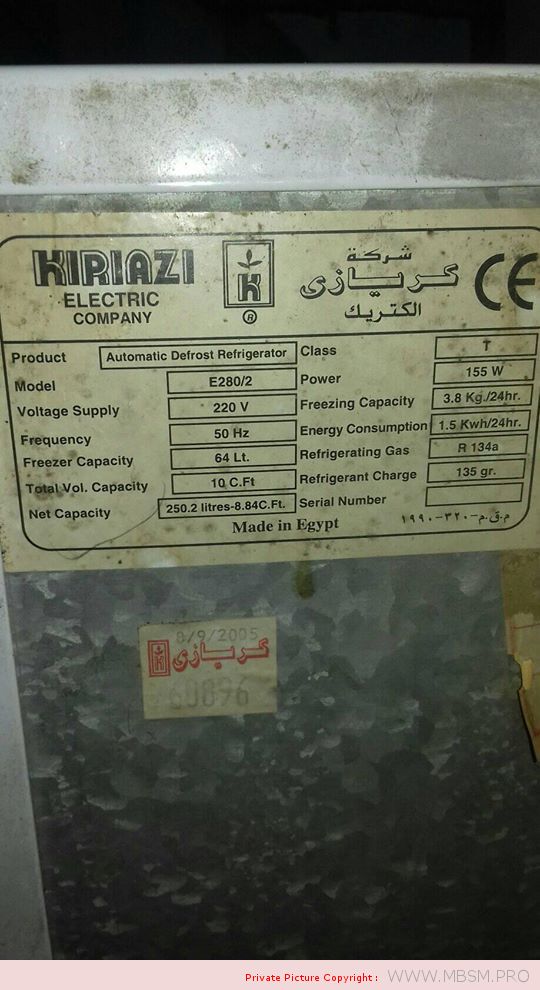 KIRIAZI
ELECTRIC
COMPANY
K
®
شركة
كريازى
الكتريك
CE
Product Automatic Defrost Refrigerator
Model E280/2
Voltage Supply 220 V
Frequency 50 Hz
Freezer Capacity 64 Lt.
Total Vol. Capacity 10 C.Ft
Net Capacity 250.2 litres-8.84C.Ft.
Class T
Power 155 W
Freezing Capacity 3.8 Kg./24hr.
Energy Consumption 1.5 Kwh/24hr.
Refrigerating Gas R 134a
Refrigerant Charge 135 gr.
Serial Number
Made in Egypt
م.ق.م-٣٢٠-١٩٩٠
8/9/2005
K كريازى
60896
Private Picture Copyright : WWW.MBSM.PRO